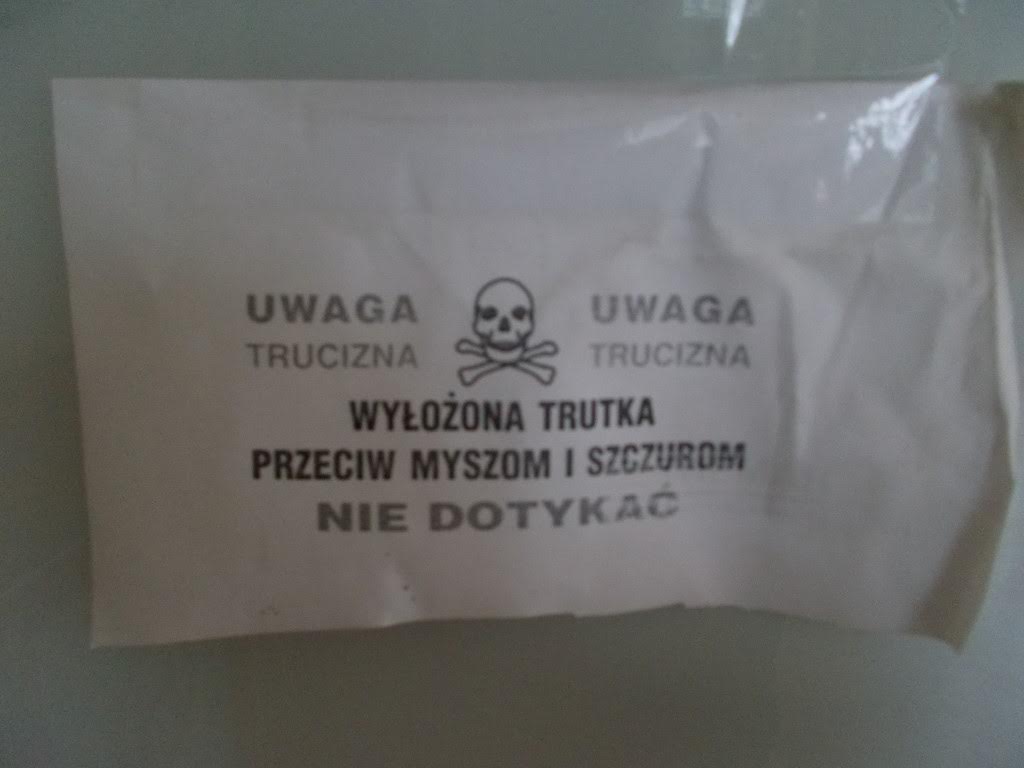 UWAGA UWAGA
TRUCIZNA TRUCIZNA
WYŁOŻONA TRUTKA
PRZECIW MYSZOM I SZCZUROM
NIE DOTYKAĆ